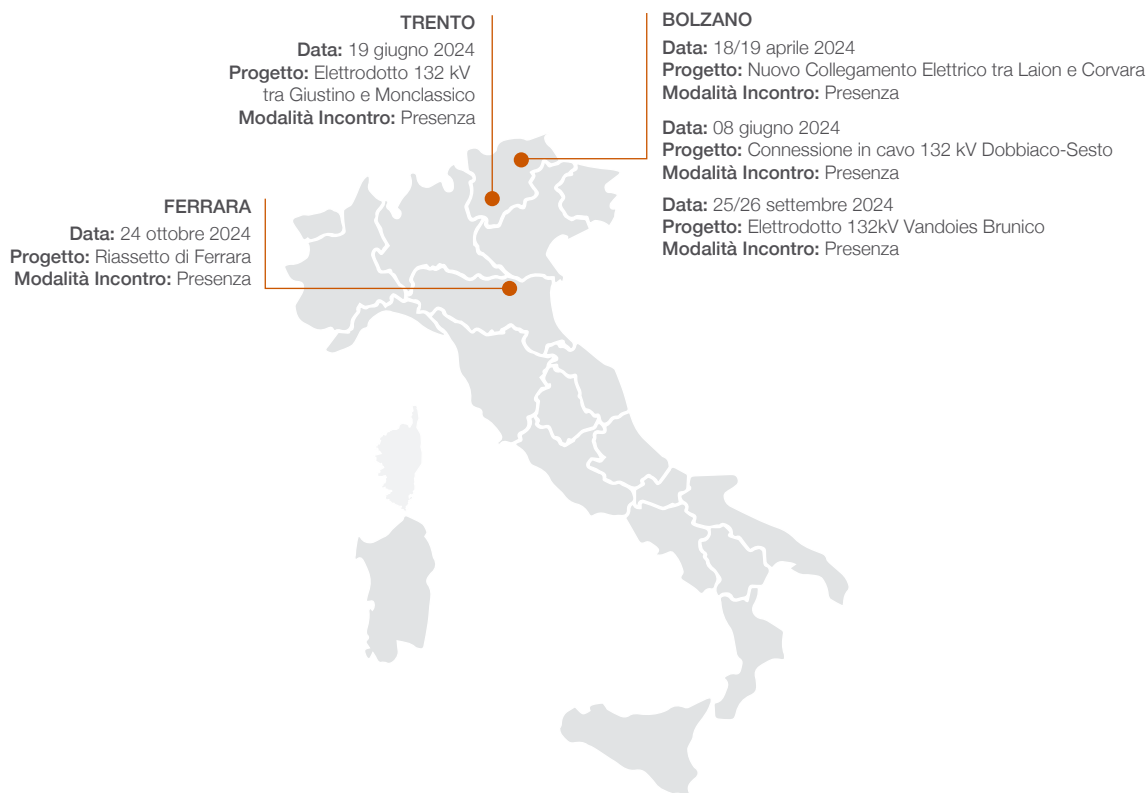 TRENTO
Data: 19 giugno 2024
Progetto: Elettrodotto 132 kV
tra Giustino e Monclassico
Modalità Incontro: Presenza
BOLZANO
Data: 18/19 aprile 2024
Progetto: Nuovo Collegamento Elettrico tra Laion e Corvara
Modalità Incontro: Presenza
Data: 08 giugno 2024
Progetto: Connessione in cavo 132 kV Dobbiaco-Sesto
Modalità Incontro: Presenza
Data: 25/26 settembre 2024
Progetto: Elettrodotto 132kV Vandoies Brunico
Modalità Incontro: Presenza
FERRARA
Data: 24 ottobre 2024
Progetto: Riassetto di Ferrara
Modalità Incontro: Presenza